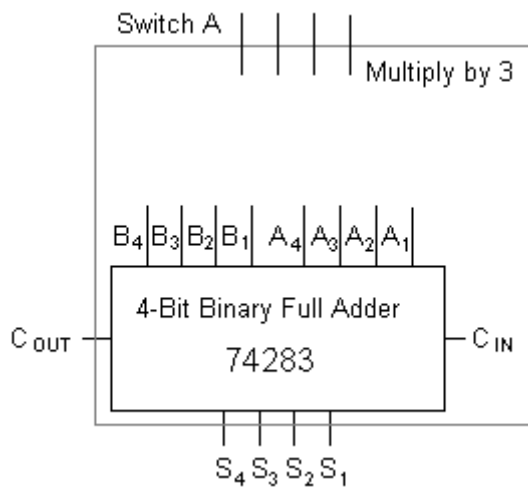 Switch A
Multiply by 3
B4 B3 B2 B1 A4 A3 A2 A1
4-Bit Binary Full Adder
C OUT 74283 C IN
S4 S3 S2 S1